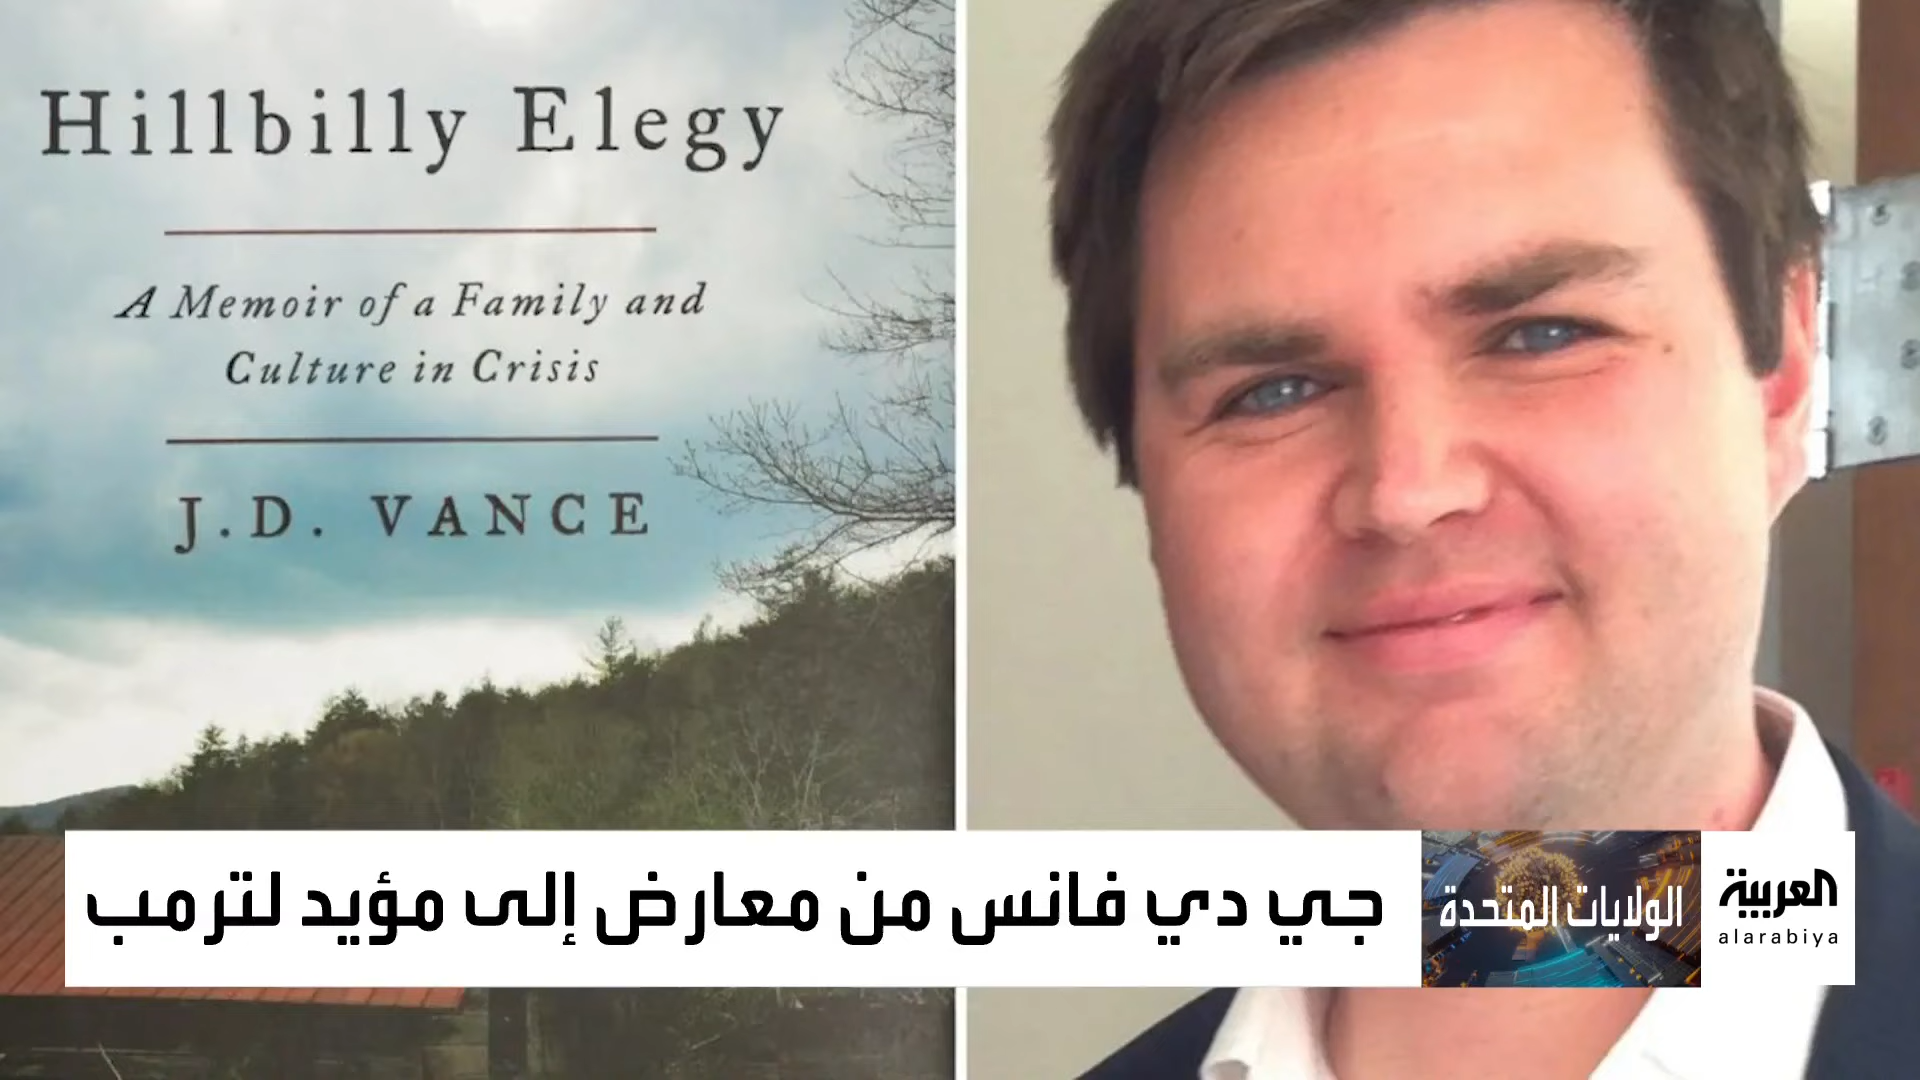 Hillbilly Elegy
A Memoir of a Family and
Culture in Crisis
J.D. VANCE
جي دي فانس من معارض إلى مؤيد لترمب
الولايات المتحدة
العربية
alarabiya